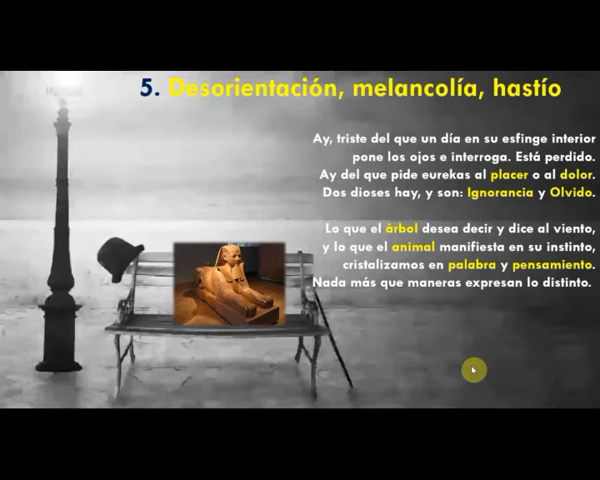 5. Desorientación, melancolía, hastío
Ay, triste del que un día en su esfinge interior
pone los ojos e interroga. Está perdido.
Ay del que pide eurekas al placer o al dolor.
Dos dioses hay, y son: Ignorancia y Olvido.
Lo que el árbol desea decir y dice al viento,
y lo que el animal manifiesta en su instinto,
cristalizamos en palabra y pensamiento.
Nada más que maneras expresan lo distinto.